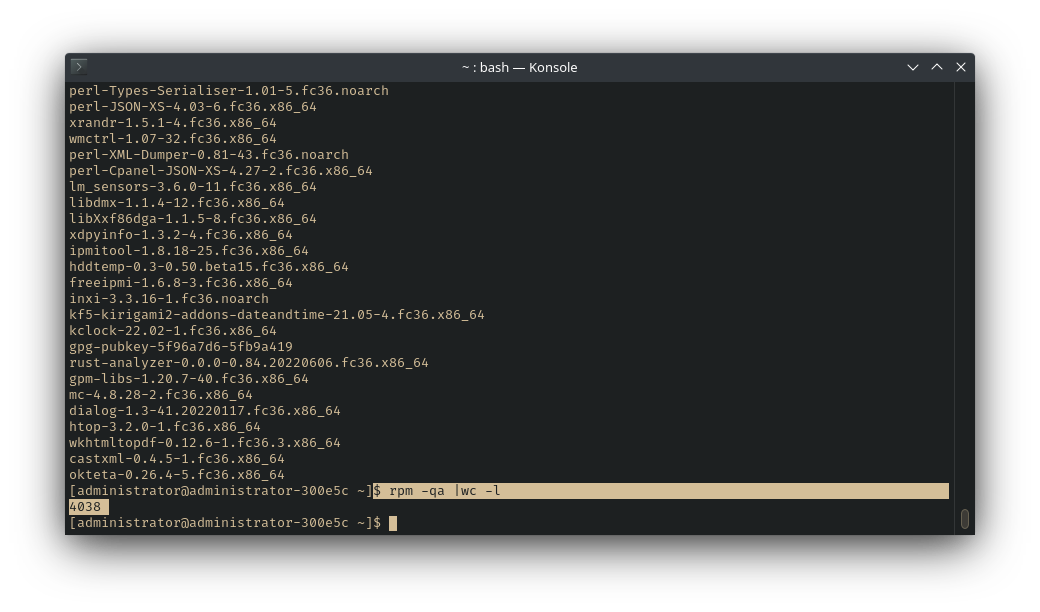 ~ : bash — Konsole
perl-Types-Serialiser-1.01-5.fc36.noarch
perl-JSON-XS-4.03-6.fc36.x86_64
xrandr-1.5.1-4.fc36.x86_64
wmctrl-1.07-32.fc36.x86_64
perl-XML-Dumper-0.81-43.fc36.noarch
perl-Cpanel-JSON-XS-4.27-2.fc36.x86_64
lm_sensors-3.6.0-11.fc36.x86_64
libdmx-1.1.4-12.fc36.x86_64
libXxf86dga-1.1.5-8.fc36.x86_64
xdpyinfo-1.3.2-4.fc36.x86_64
ipmitool-1.8.18-25.fc36.x86_64
hddtemp-0.3-0.50.beta15.fc36.x86_64
freeipmi-1.6.8-3.fc36.x86_64
inxi-3.3.16-1.fc36.noarch
kf5-kirigami2-addons-dateandtime-21.05-4.fc36.x86_64
kclock-22.02-1.fc36.x86_64
gpg-pubkey-5f96a7d6-5fb9a419
rust-analyzer-0.0.0-0.84.20220606.fc36.x86_64
gpm-libs-1.20.7-40.fc36.x86_64
mc-4.8.28-2.fc36.x86_64
dialog-1.3-41.20220117.fc36.x86_64
htop-3.2.0-1.fc36.x86_64
wkhtmltopdf-0.12.6-1.fc36.3.x86_64
castxml-0.4.5-1.fc36.x86_64
okteta-0.26.4-5.fc36.x86_64
[administrator@administrator-300e5c ~]$ rpm -qa |wc -l
4038
[administrator@administrator-300e5c ~]$